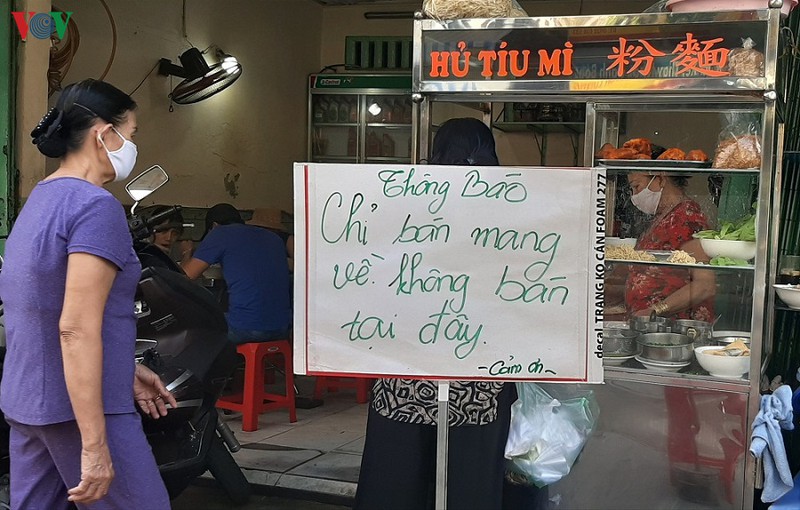 VOV
HỦ TÍU MÌ 粉麵
Thông Báo
Chỉ bán mang
về. không bán
tại đây.
- Cảm ơn -
decal TRANG KO CÁN FOAM 277